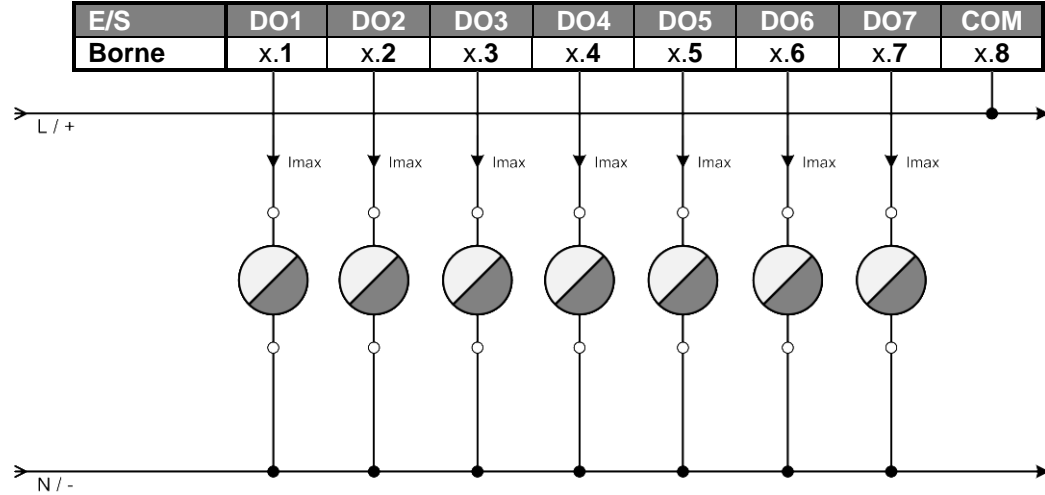 E/S DO1 DO2 DO3 DO4 DO5 DO6 DO7 COM
Borne x.1 x.2 x.3 x.4 x.5 x.6 x.7 x.8
L / +
Imax Imax Imax Imax Imax Imax Imax
N / -